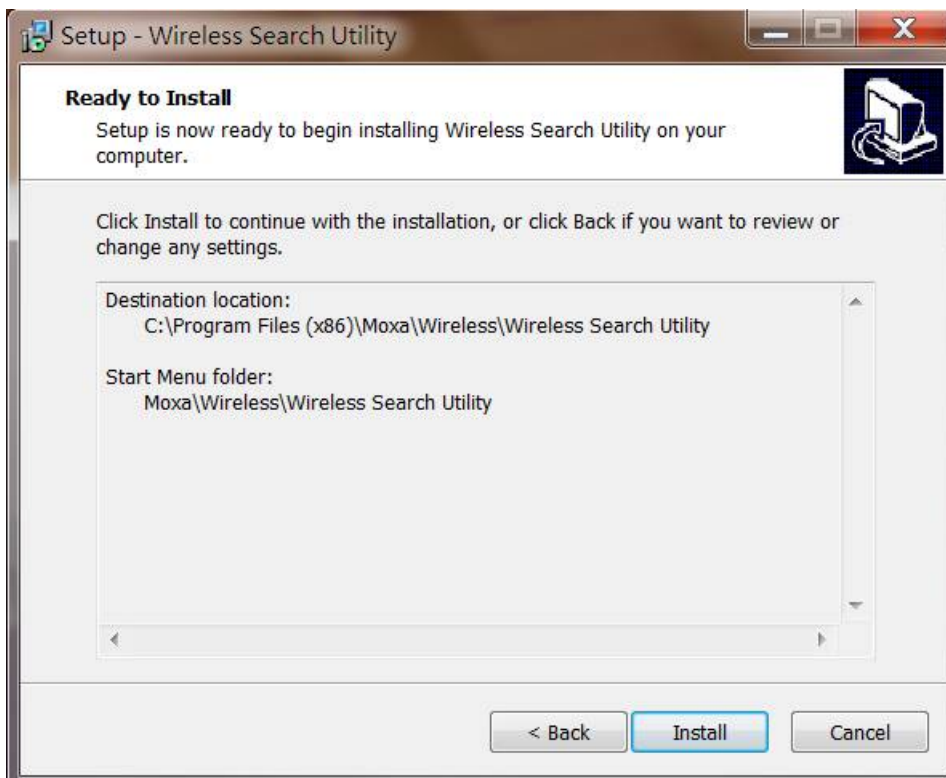 Setup - Wireless Search Utility
Ready to Install
Setup is now ready to begin installing Wireless Search Utility on your
computer.
Click Install to continue with the installation, or click Back if you want to review or
change any settings.
Destination location:
C:\Program Files (x86)\Moxa\Wireless\Wireless Search Utility
Start Menu folder:
Moxa\Wireless\Wireless Search Utility
< Back Install Cancel